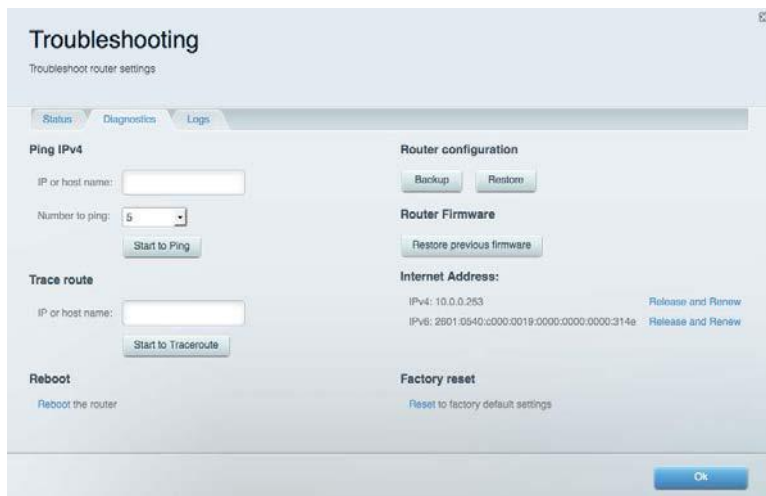 Troubleshooting
Troubleshoot router settings
Status
Diagnostics
Logs
Ping IPv4
IP or host name:
Number to ping:
5
Start to Ping
Trace route
IP or host name:
Start to Traceroute
Reboot
Reboot the router
Router configuration
Backup
Restore
Router Firmware
Restore previous firmware
Internet Address:
IPv4: 10.0.0.253
Release and Renew
IPv6: 2601:0540:c000:0019:0000:0000:0000:314e
Release and Renew
Factory reset
Reset to factory default settings
Ok